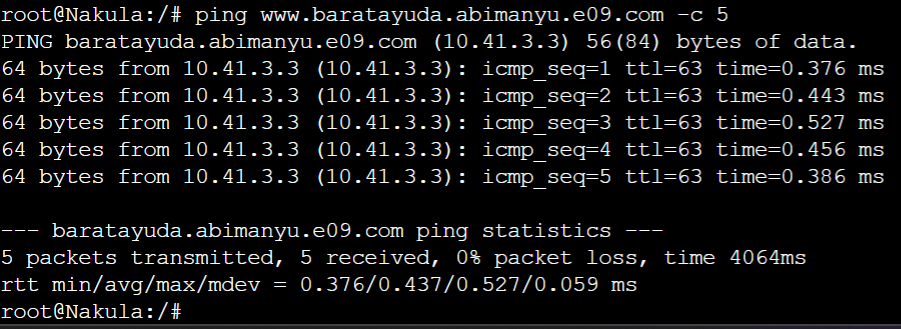 root@Nakula:/# ping www.baratayuda.abimanyu.e09.com -c 5
PING baratayuda.abimanyu.e09.com (10.41.3.3) 56(84) bytes of data.
64 bytes from 10.41.3.3 (10.41.3.3): icmp_seq=1 ttl=63 time=0.376 ms
64 bytes from 10.41.3.3 (10.41.3.3): icmp_seq=2 ttl=63 time=0.443 ms
64 bytes from 10.41.3.3 (10.41.3.3): icmp_seq=3 ttl=63 time=0.527 ms
64 bytes from 10.41.3.3 (10.41.3.3): icmp_seq=4 ttl=63 time=0.456 ms
64 bytes from 10.41.3.3 (10.41.3.3): icmp_seq=5 ttl=63 time=0.386 ms

--- baratayuda.abimanyu.e09.com ping statistics ---
5 packets transmitted, 5 received, 0% packet loss, time 4064ms
rtt min/avg/max/mdev = 0.376/0.437/0.527/0.059 ms
root@Nakula:/#